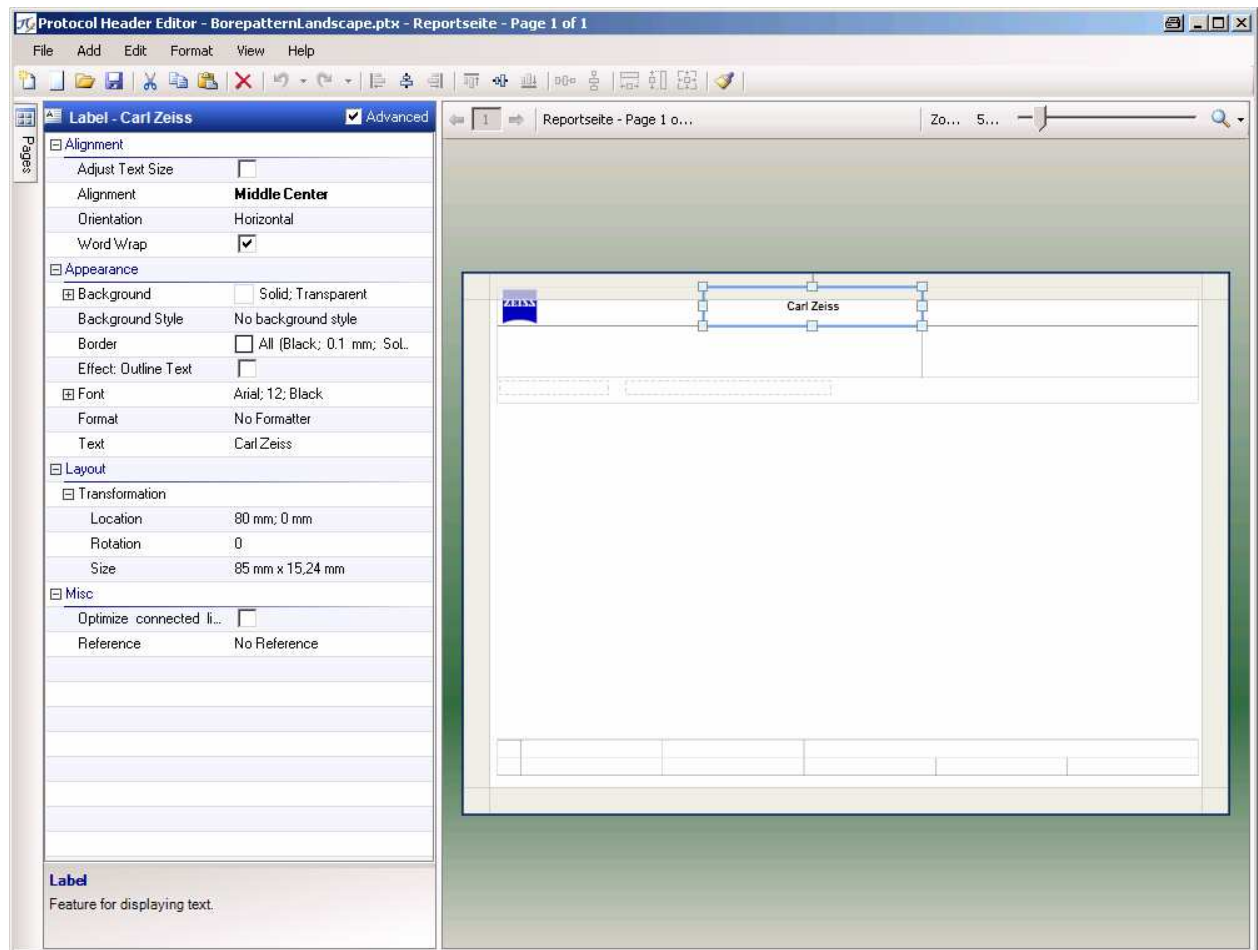 Protocol Header Editor - BorepatternLandscape.ptx - Reportseite - Page 1 of 1
File Add Edit Format View Help
Pages
Label - Carl Zeiss Advanced
Alignment
Adjust Text Size
Alignment Middle Center
Orientation Horizontal
Word Wrap
Appearance
Background Solid; Transparent
Background Style No background style
Border All (Black; 0.1 mm; Sol..
Effect: Outline Text
Font Arial; 12; Black
Format No Formatter
Text Carl Zeiss
Layout
Transformation
Location 80 mm; 0 mm
Rotation 0
Size 85 mm x 15,24 mm
Misc
Optimize connected li...
Reference No Reference
Label
Feature for displaying text.
1 Reportseite - Page 1 o... Zo... 5...
ZEISS
Carl Zeiss